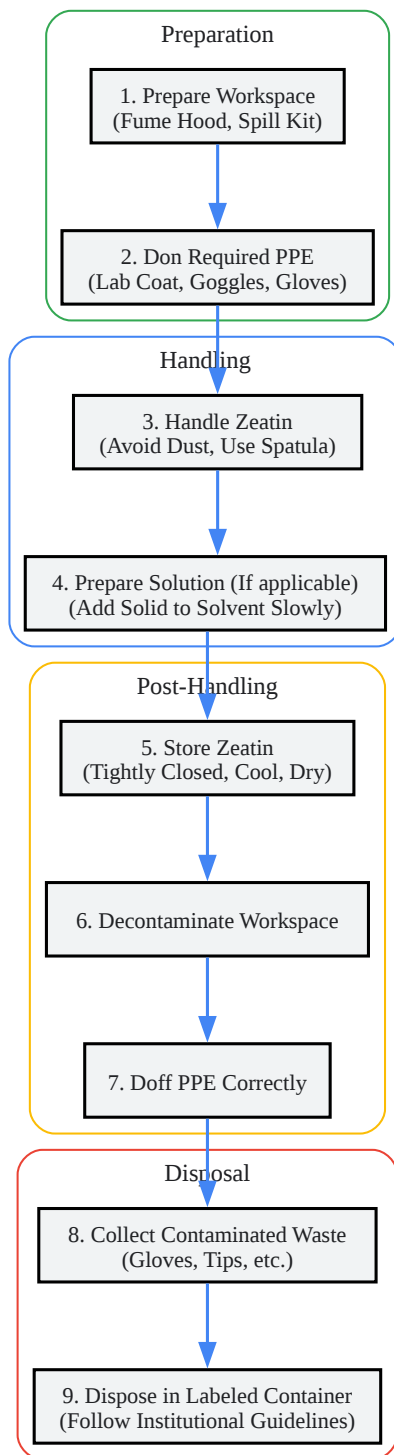 Preparation
1. Prepare Workspace
(Fume Hood, Spill Kit)
2. Don Required PPE
(Lab Coat, Goggles, Gloves)
Handling
3. Handle Zeatin
(Avoid Dust, Use Spatula)
4. Prepare Solution (If applicable)
(Add Solid to Solvent Slowly)
Post-Handling
5. Store Zeatin
(Tightly Closed, Cool, Dry)
6. Decontaminate Workspace
7. Doff PPE Correctly
Disposal
8. Collect Contaminated Waste
(Gloves, Tips, etc.)
9. Dispose in Labeled Container
(Follow Institutional Guidelines)